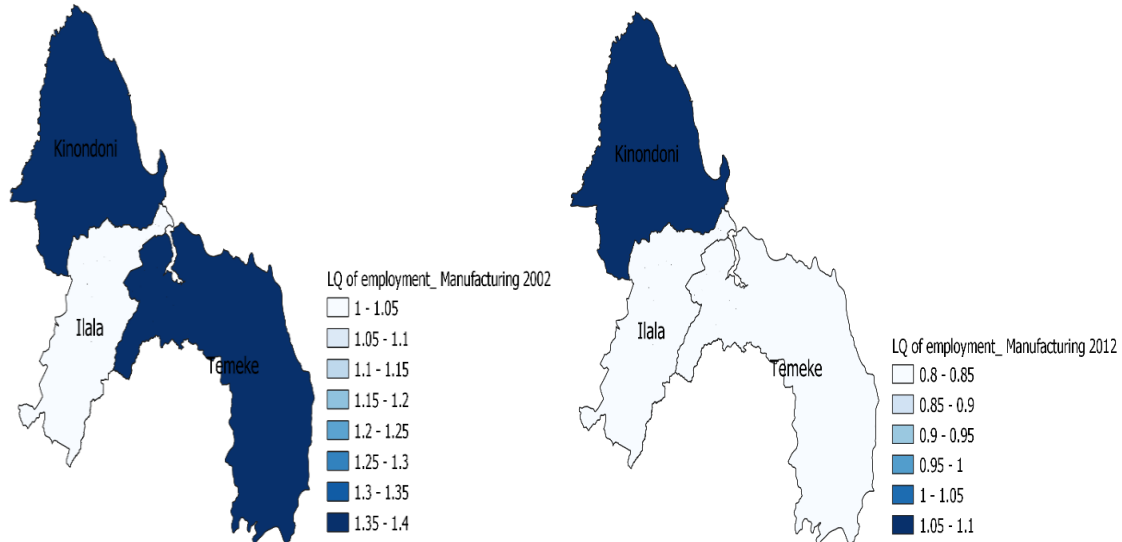 Kinondoni
Ilala
Temeke
LQ of employment_ Manufacturing 2002
1 - 1.05
1.05 - 1.1
1.1 - 1.15
1.15 - 1.2
1.2 - 1.25
1.25 - 1.3
1.3 - 1.35
1.35 - 1.4
Kinondoni
Ilala
Temeke
LQ of employment_ Manufacturing 2012
0.8 - 0.85
0.85 - 0.9
0.9 - 0.95
0.95 - 1
1 - 1.05
1.05 - 1.1